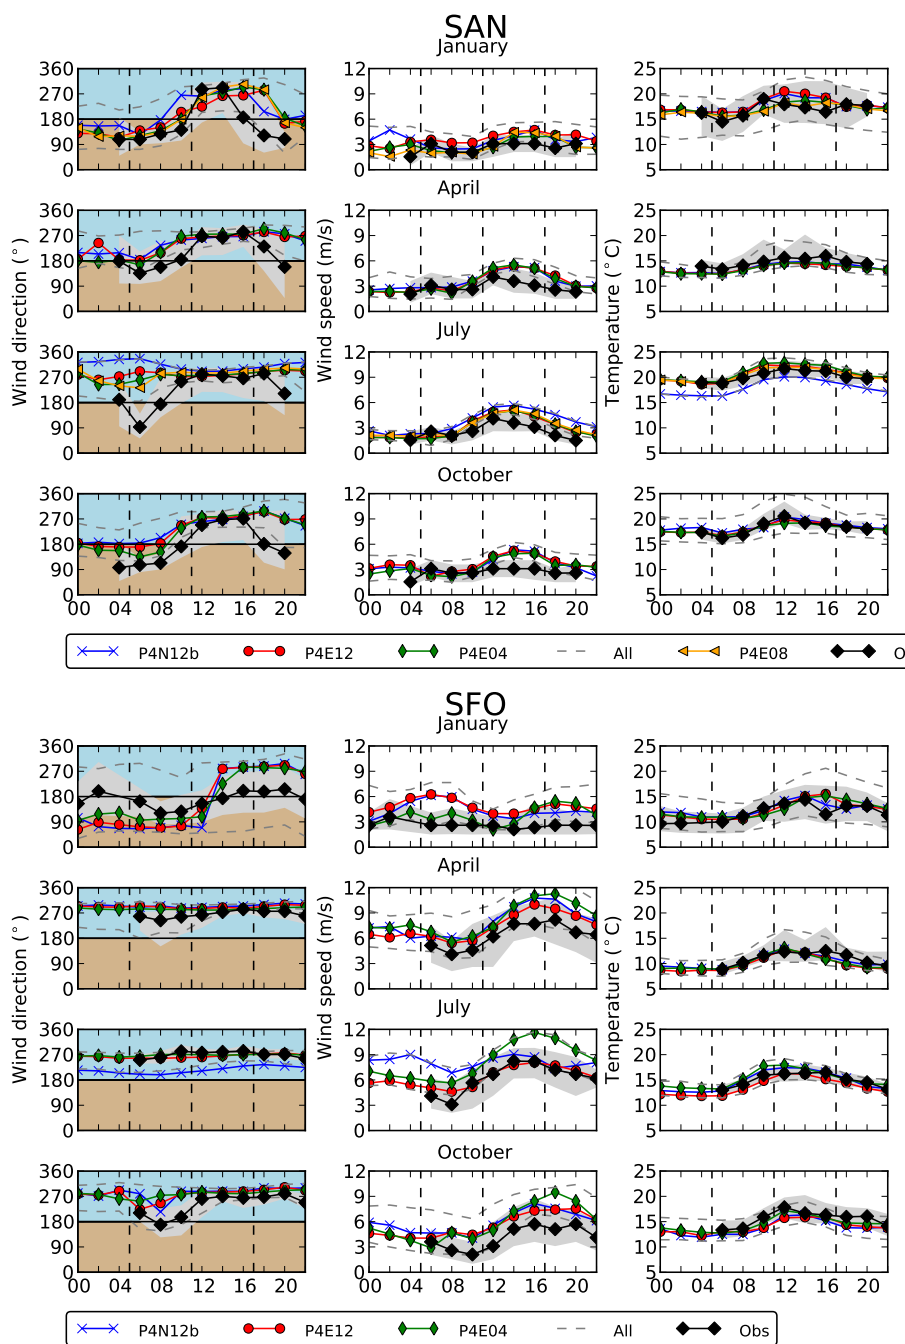 SAN
January
360 270 180 90 0
12 9 6 3 0
25 20 15 10 5
April
360 270 180 90 0
12 9 6 3 0
25 20 15 10 5
July
360 270 180 90 0
12 9 6 3 0
25 20 15 10 5
October
360 270 180 90 0
12 9 6 3 0
25 20 15 10 5
Wind direction (°)
Wind speed (m/s)
Temperature (°C)
00 04 08 12 16 20
00 04 08 12 16 20
00 04 08 12 16 20
P4N12b P4E12 P4E04 All P4E08 O
SFO
January
360 270 180 90 0
12 9 6 3 0
25 20 15 10 5
April
360 270 180 90 0
12 9 6 3 0
25 20 15 10 5
July
360 270 180 90 0
12 9 6 3 0
25 20 15 10 5
October
360 270 180 90 0
12 9 6 3 0
25 20 15 10 5
Wind direction (°)
Wind speed (m/s)
Temperature (°C)
00 04 08 12 16 20
00 04 08 12 16 20
00 04 08 12 16 20
P4N12b P4E12 P4E04 All Obs